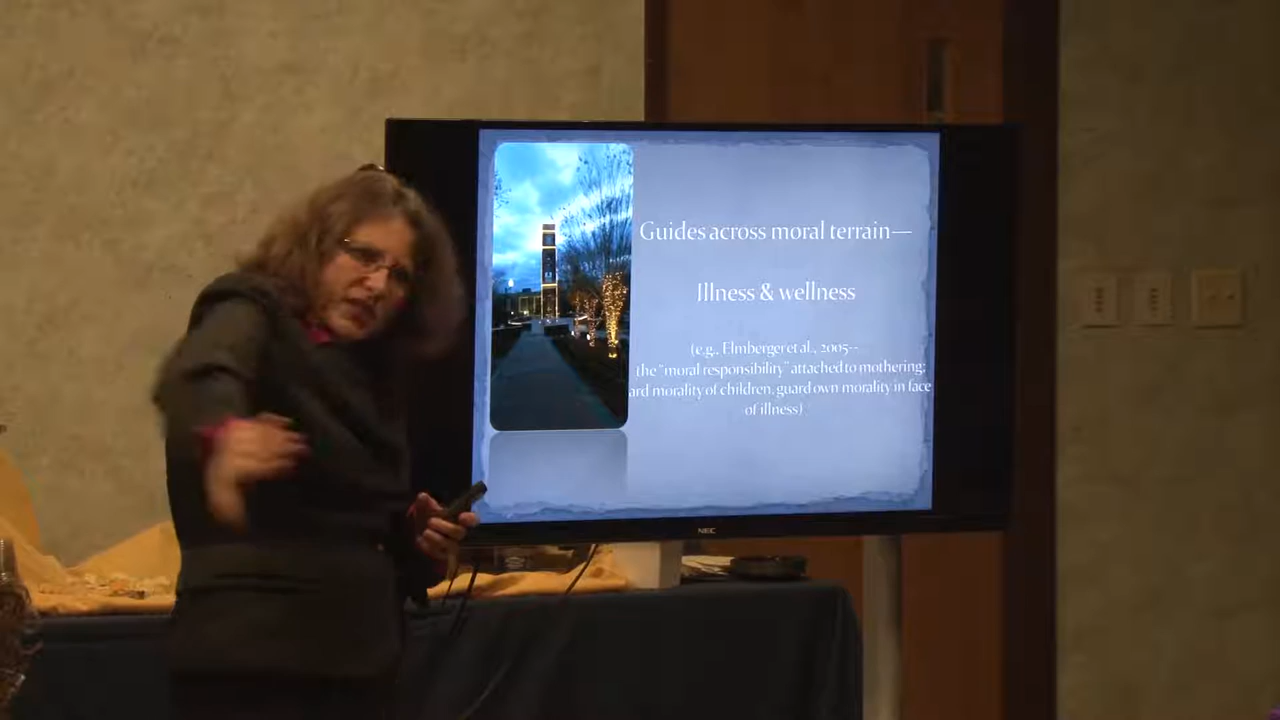 Guides across moral terrain—
Illness & wellness
(e.g., Elmberger et al., 2005--
the "moral responsibility" attached to mothering;
ard morality of children, guard own morality in face
of illness)
NEC